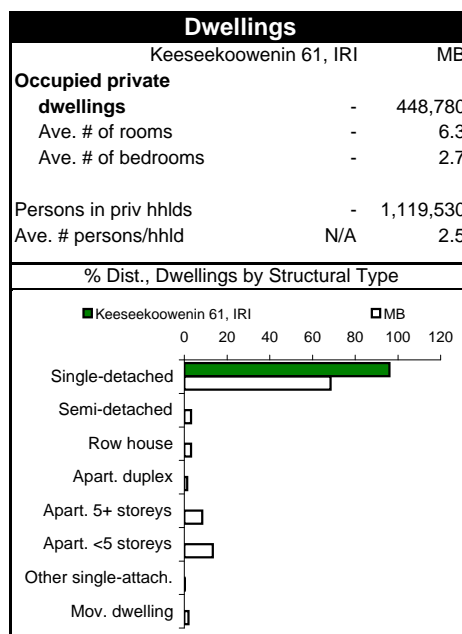 Dwellings
Keeseekoowenin 61, IRI MB
Occupied private
dwellings - 448,780
Ave. # of rooms - 6.3
Ave. # of bedrooms - 2.7
Persons in priv hhlds - 1,119,530
Ave. # persons/hhld N/A 2.5
% Dist., Dwellings by Structural Type
Keeseekoowenin 61, IRI MB
0 20 40 60 80 100 120
Single-detached
Semi-detached
Row house
Apart. duplex
Apart. 5+ storeys
Apart. <5 storeys
Other single-attach.
Mov. dwelling